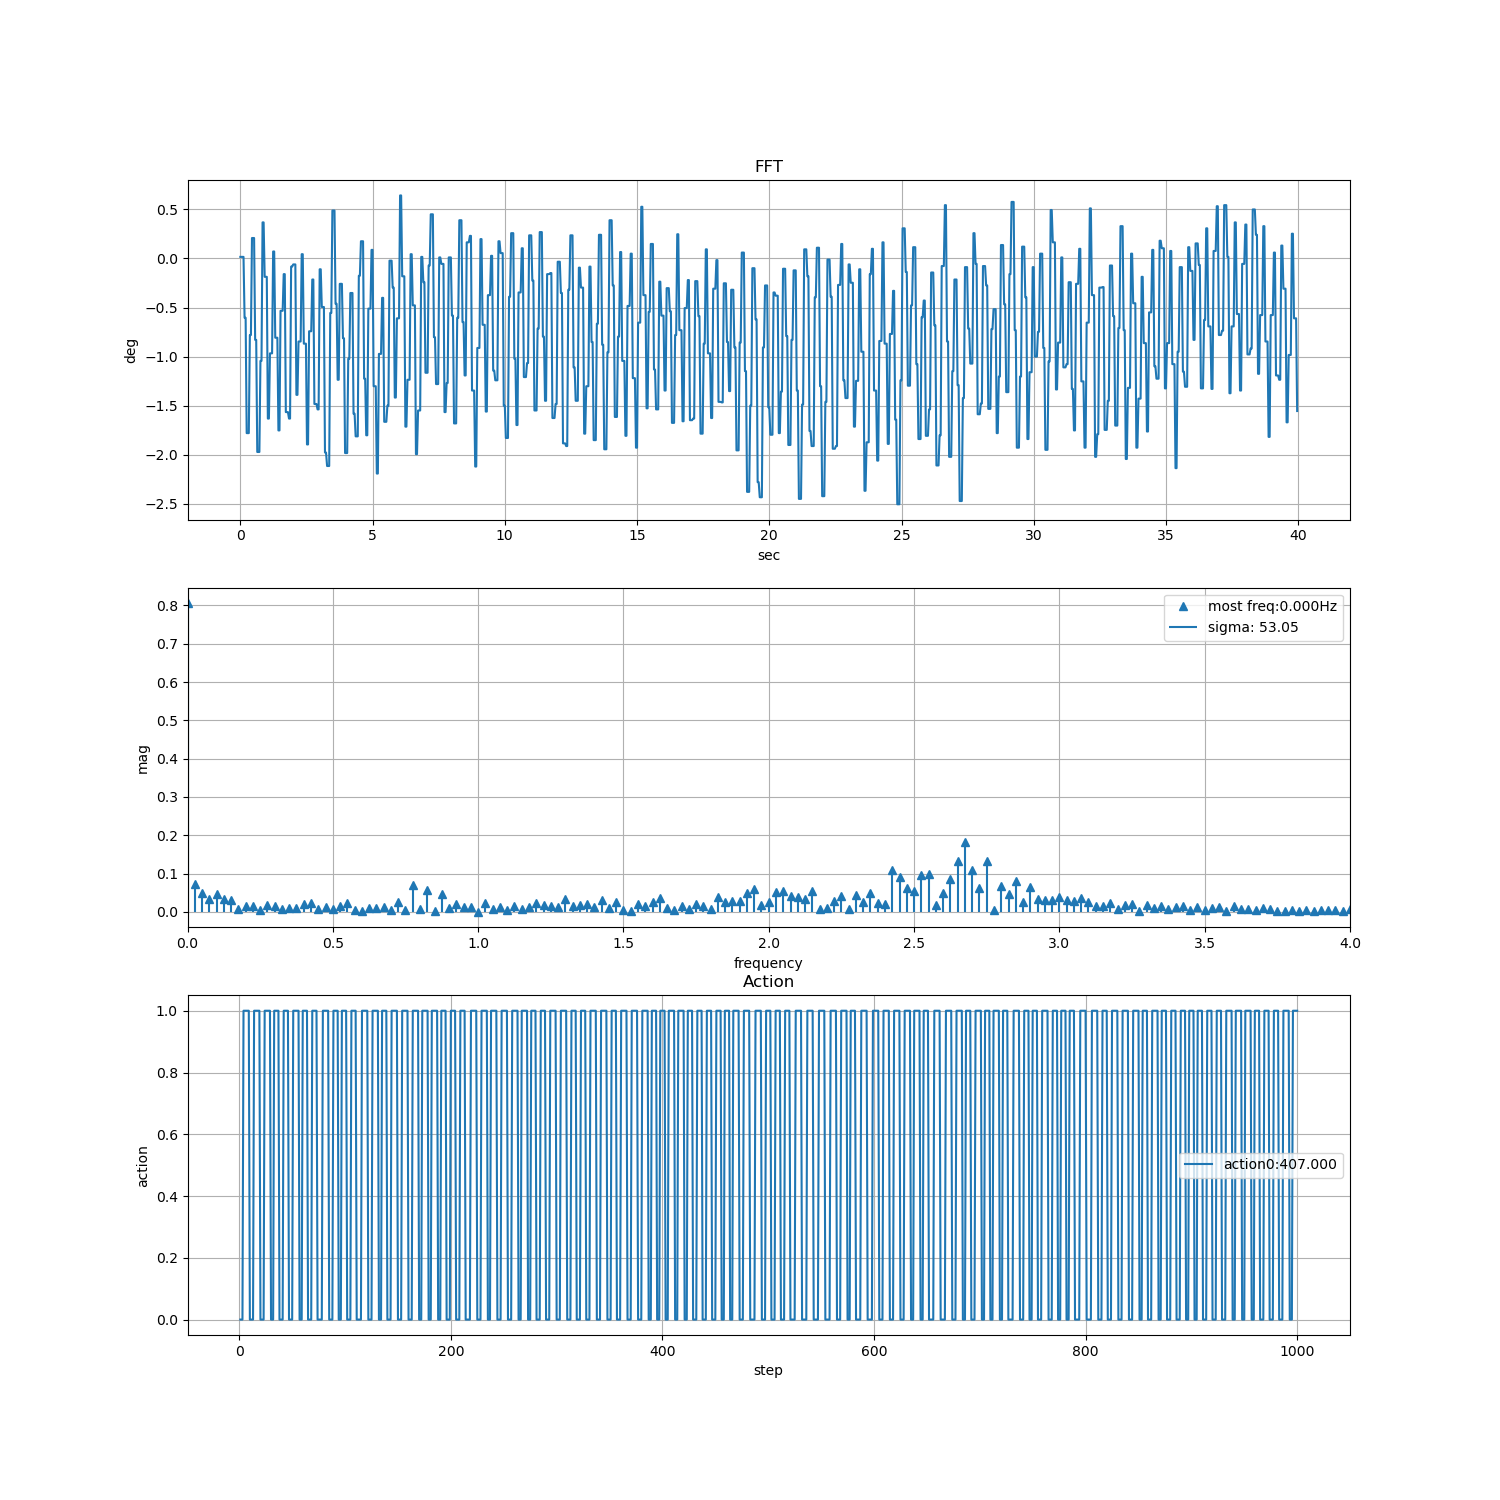 FFT
0.5
0.0
−0.5
−1.0
−1.5
−2.0
−2.5
deg
0 5 10 15 20 25 30 35 40
sec
0.8
0.7
0.6
0.5
0.4
0.3
0.2
0.1
0.0
mag
most freq:0.000Hz
sigma: 53.05
0.0 0.5 1.0 1.5 2.0 2.5 3.0 3.5 4.0
frequency
Action
1.0
0.8
0.6
0.4
0.2
0.0
action
action0:407.000
0 200 400 600 800 1000
step